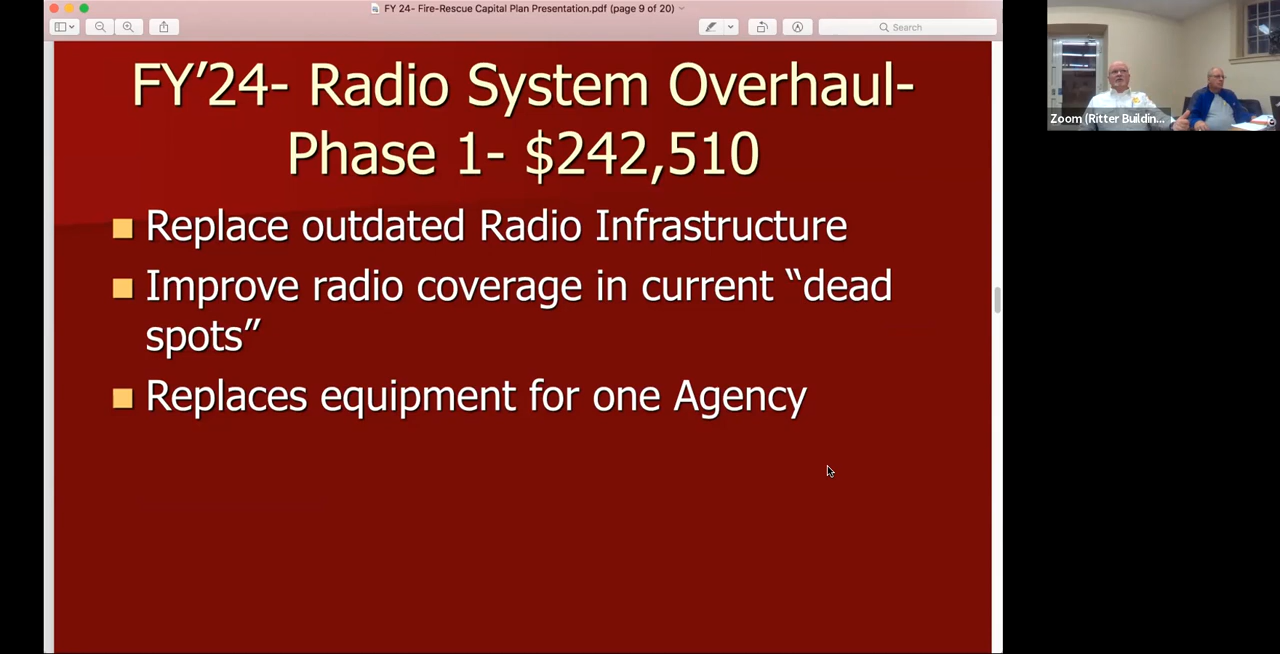 FY 24- Fire-Rescue Capital Plan Presentation.pdf (page 9 of 20)
Search
FY’24- Radio System Overhaul-
Phase 1- $242,510
Replace outdated Radio Infrastructure
Improve radio coverage in current “dead
spots”
Replaces equipment for one Agency
Zoom (Ritter Buildin...